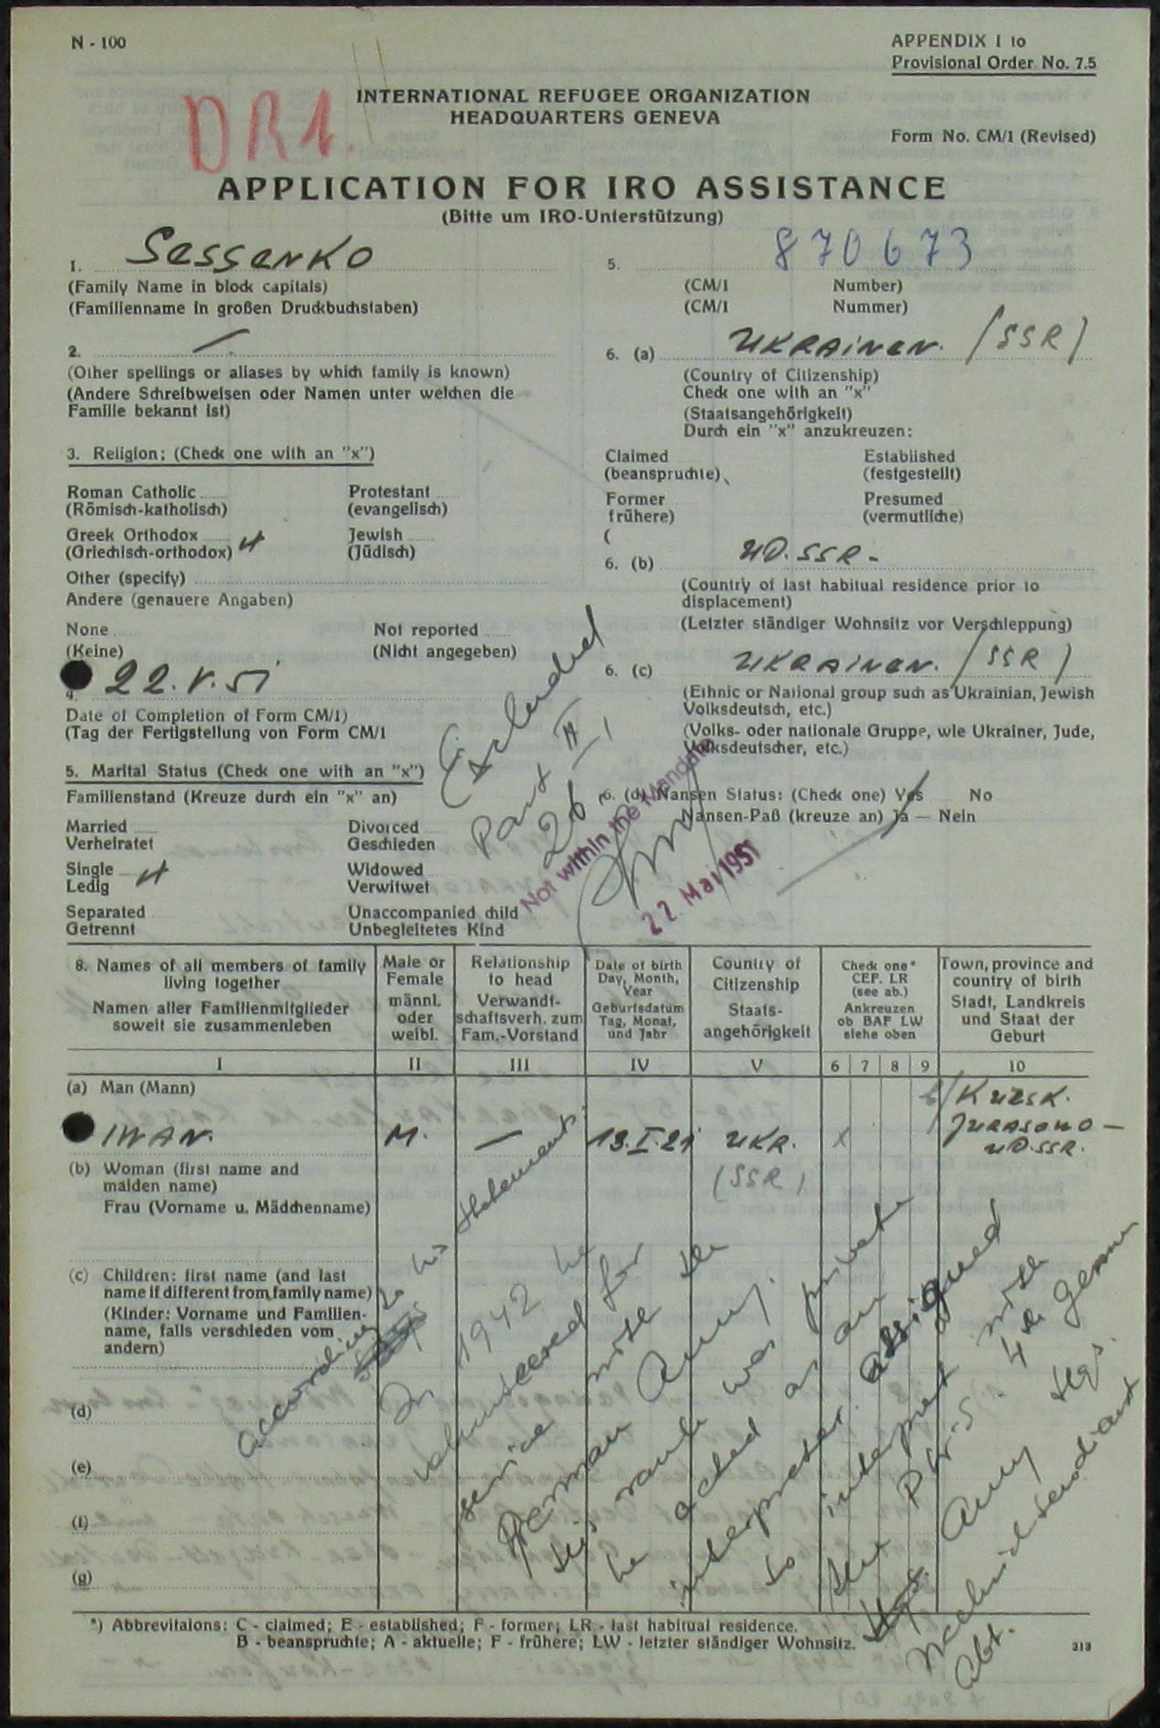 N - 100
APPENDIX I to
Provisional Order No. 7.5
DR1.
INTERNATIONAL REFUGEE ORGANIZATION
HEADQUARTERS GENEVA
Form No. CM/1 (Revised)
APPLICATION FOR IRO ASSISTANCE
(Bitte um IRO-Unterstützung)
1. SESSENKO
(Family Name in block capitals)
(Familienname in großen Druckbuchstaben)
5. 870673
(CM/1 Number)
(CM/1 Nummer)
2. —
(Other spellings or aliases by which family is known)
(Andere Schreibweisen oder Namen unter welchen die
Familie bekannt ist)
6. (a) UKRAINEN. (SSR)
(Country of Citizenship)
Check one with an "x"
(Staatsangehörigkeit)
Durch ein "x" anzukreuzen:
3. Religion; (Check one with an "x")
Claimed Established
(beanspruchte) (festgestellt)
Roman Catholic Protestant
(Römisch-katholisch) (evangelisch)
Former Presumed
frühere) (vermutliche)
(
Greek Orthodox Jewish
(Griechisch-orthodox) x (Jüdisch)
6. (b) UD.SSR-
(Country of last habitual residence prior to
displacement)
(Letzter ständiger Wohnsitz vor Verschleppung)
Other (specify)
Andere (genauere Angaben)
None Not reported
(Keine) (Nicht angegeben)
6. (c) UKRAINEN. (SSR)
(Ethnic or National group such as Ukrainian, Jewish
Volksdeutsch, etc.)
(Volks- oder nationale Gruppe, wie Ukrainer, Jude,
Volksdeutscher, etc.)
4. 22.V.51
Date of Completion of Form CM/1)
(Tag der Fertigstellung von Form CM/1
5. Marital Status (Check one with an "x")
Familienstand (Kreuze durch ein "x" an)
6. (d) Nansen Status: (Check one) Yes No
Nansen-Paß (kreuze an) Ja — Nein
Married Divorced
Verheiratet Geschieden
Single x Widowed
Ledig Verwitwet
Separated Unaccompanied child
Getrennt Unbegleitetes Kind
Excluded
Part II
26
Not within the Mandate
22 Mai 1951
8. Names of all members of family
living together
Namen aller Familienmitglieder
soweit sie zusammenleben
Male or
Female
männl.
oder
weibl.
Relationship
to head
Verwandt-
schaftsverh. zum
Fam.-Vorstand
Date of birth
Day, Month,
Year
Geburtsdatum
Tag, Monat,
und Jahr
Country of
Citizenship
Staats-
angehörigkeit
Check one*
CEF. LR
(see ab.)
Ankreuzen
ob BAF LW
siehe oben
Town, province and
country of birth
Stadt, Landkreis
und Staat der
Geburt
I II III IV V 6 7 8 9 10
(a) Man (Mann)
IWAN. M. — 13.I.21 UKR. x
(SSR)
KURSK.
JURASOWO —
UD.SSR.
(b) Woman (first name and
maiden name)
Frau (Vorname u. Mädchenname)
(c) Children: first name (and last
name if different from family name)
(Kinder: Vorname und Familien-
name, falls verschieden vom
andern)
(d)
(e)
(f)
(g)
according to his statements
In 1942 he
volunteered for
service with the
German Army.
His rank was private
he acted as an
interpreter. assigned
to interpret with
the P.W.'s. 4th German
Army Hqs.
Nachrichtendienst
Abt.
*) Abbrevitaions: C - claimed; E - established; F - former; LR - last habitual residence.
B - beanspruchte; A - aktuelle; F - frühere; LW - letzter ständiger Wohnsitz.
213